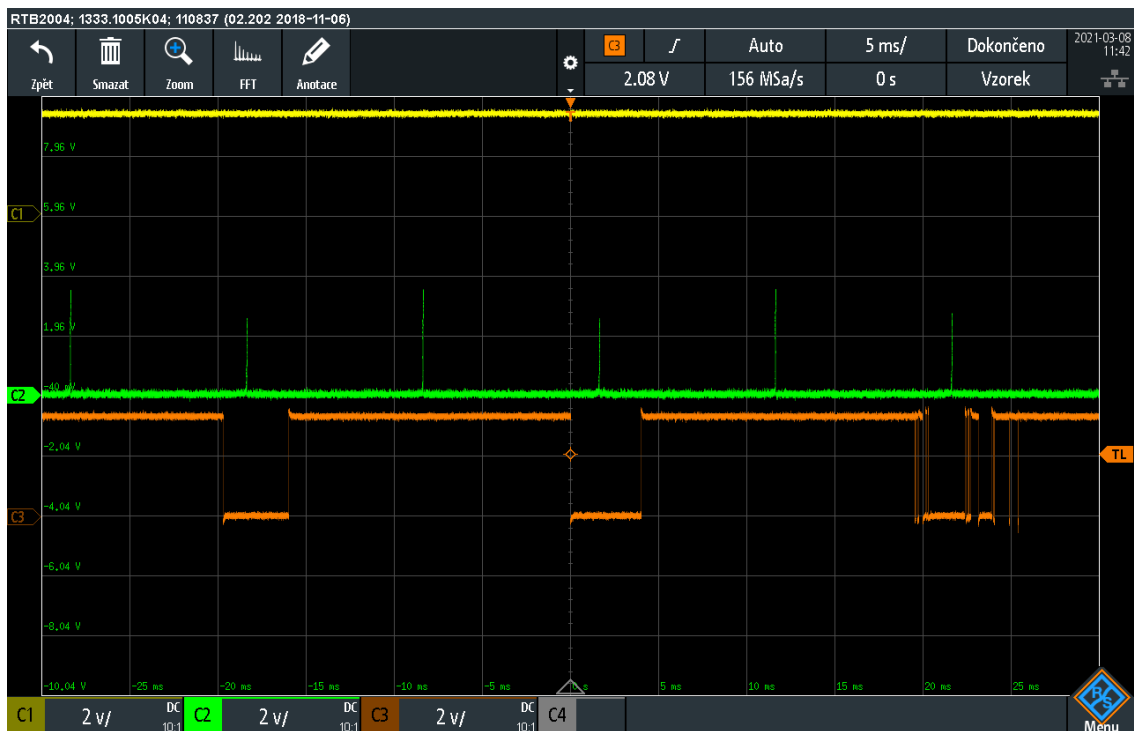 RTB2004; 1333.1005K04; 110837 (02.202 2018-11-06)
Zpět
Smazat
Zoom
FFT
Anotace
C3
Auto
5 ms/
Dokončeno
2.08 V
156 MSa/s
0 s
Vzorek
2021-03-08
11:42
7,96 V
C1
5,96 V
3,96 V
1,96 V
C2
-40 mV
-2,04 V
TL
C3
-4,04 V
-6,04 V
-8,04 V
-10,04 V
-25 ms
-20 ms
-15 ms
-10 ms
-5 ms
0 s
5 ms
10 ms
15 ms
20 ms
25 ms
C1
2 v/
DC
10:1
C2
2 v/
DC
10:1
C3
2 v/
DC
10:1
C4
R&S
Menu